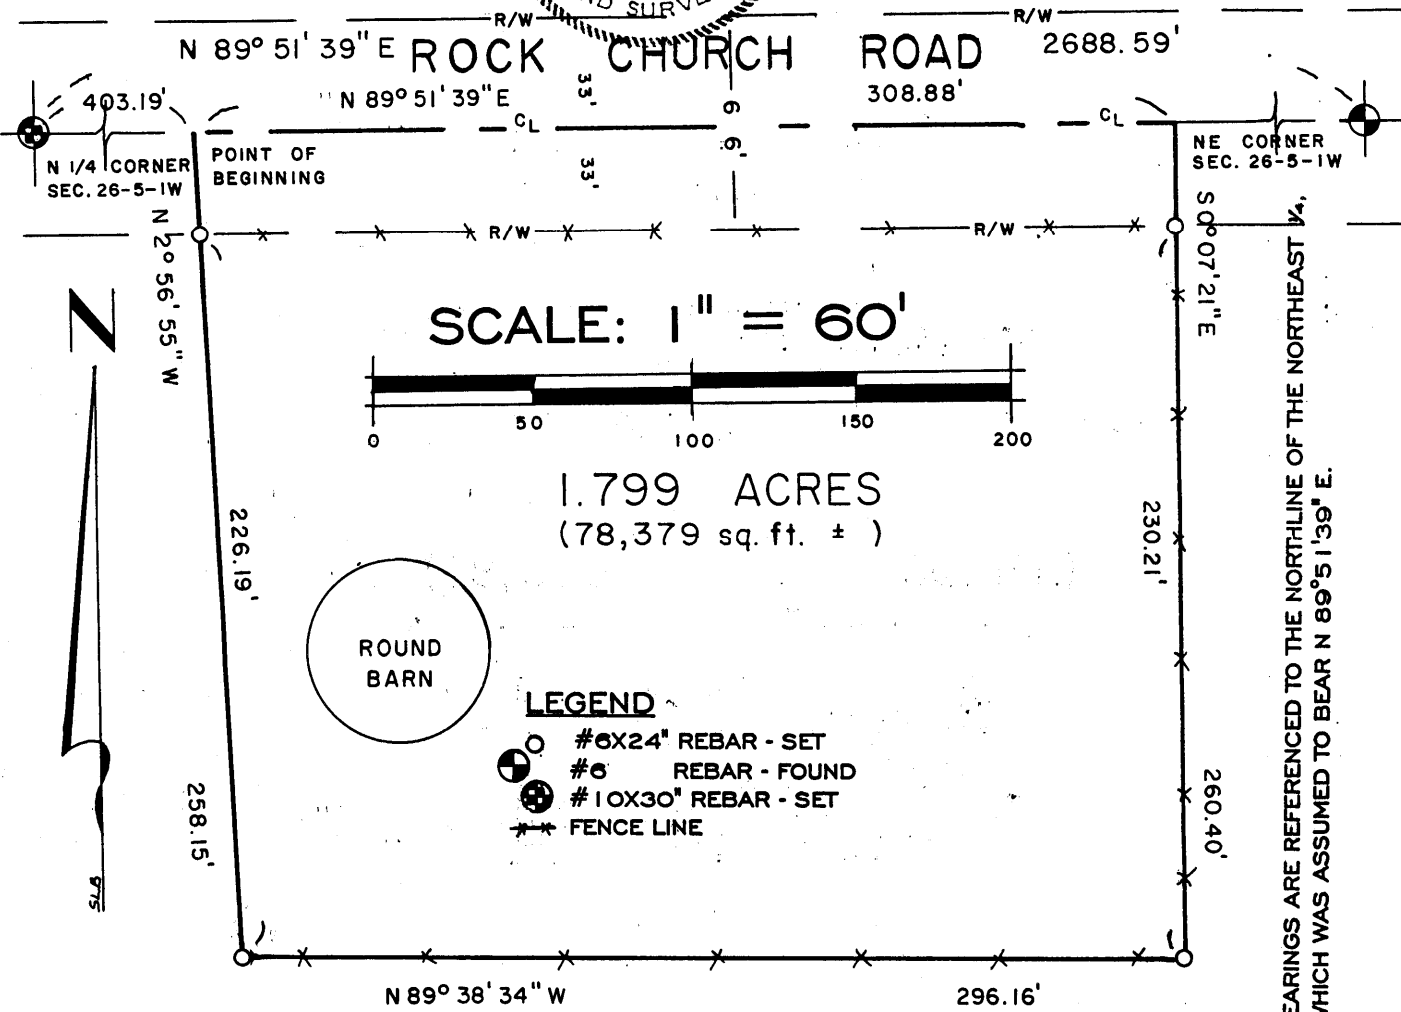 ND SURVE
R/W
R/W
N 89° 51' 39" E
ROCK CHURCH ROAD
2688.59'
403.19'
N 89° 51' 39" E
33'
66'
308.88'
CL
CL
N 1/4 CORNER
SEC. 26-5-1W
POINT OF
BEGINNING
33'
NE CORNER
SEC. 26-5-1W
R/W
R/W
N 2° 56' 55" W
S 0° 07' 21" E
N
SCALE: 1" = 60'
0 50 100 150 200
1.799 ACRES
(78,379 sq. ft. ± )
226.19'
230.21'
ROUND
BARN
LEGEND
#6X24" REBAR - SET
#6 REBAR - FOUND
#10X30" REBAR - SET
FENCE LINE
258.15'
260.40'
N 89° 38' 34" W
296.16'
EARINGS ARE REFERENCED TO THE NORTHLINE OF THE NORTHEAST 1/4,
WHICH WAS ASSUMED TO BEAR N 89° 51' 39" E.